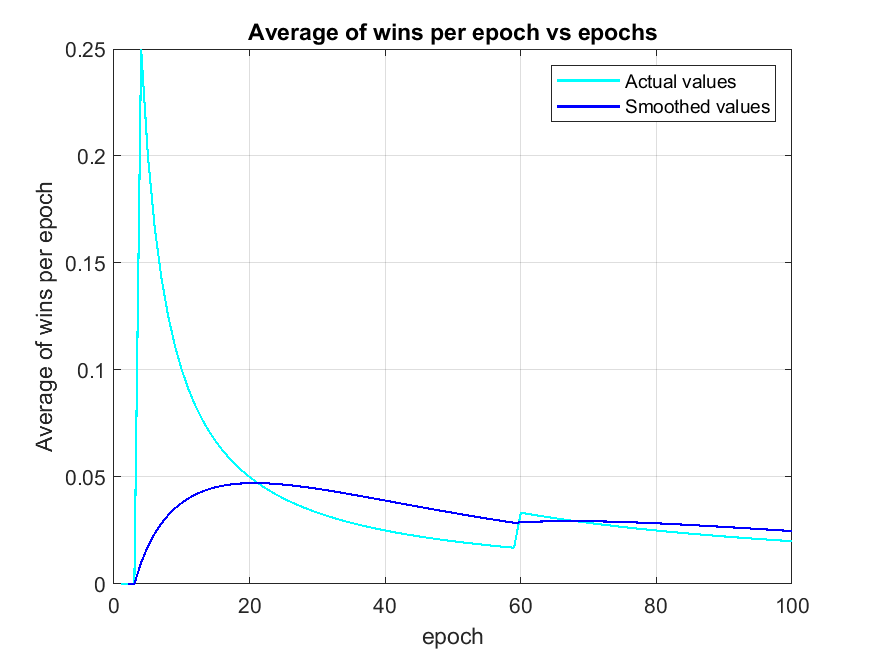 Average of wins per epoch vs epochs
Actual values
Smoothed values
Average of wins per epoch
0.25
0.2
0.15
0.1
0.05
0
0 20 40 60 80 100
epoch